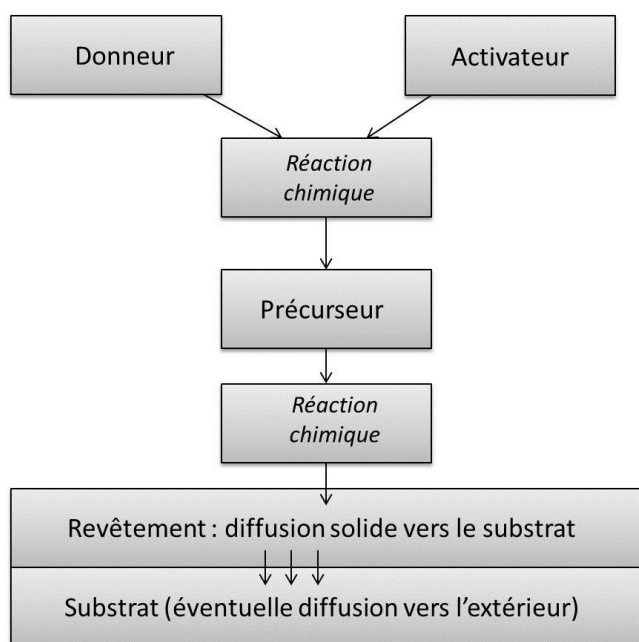 Donneur
Activateur
Réaction
chimique
Précurseur
Réaction
chimique
Revêtement : diffusion solide vers le substrat
Substrat (éventuelle diffusion vers l'extérieur)